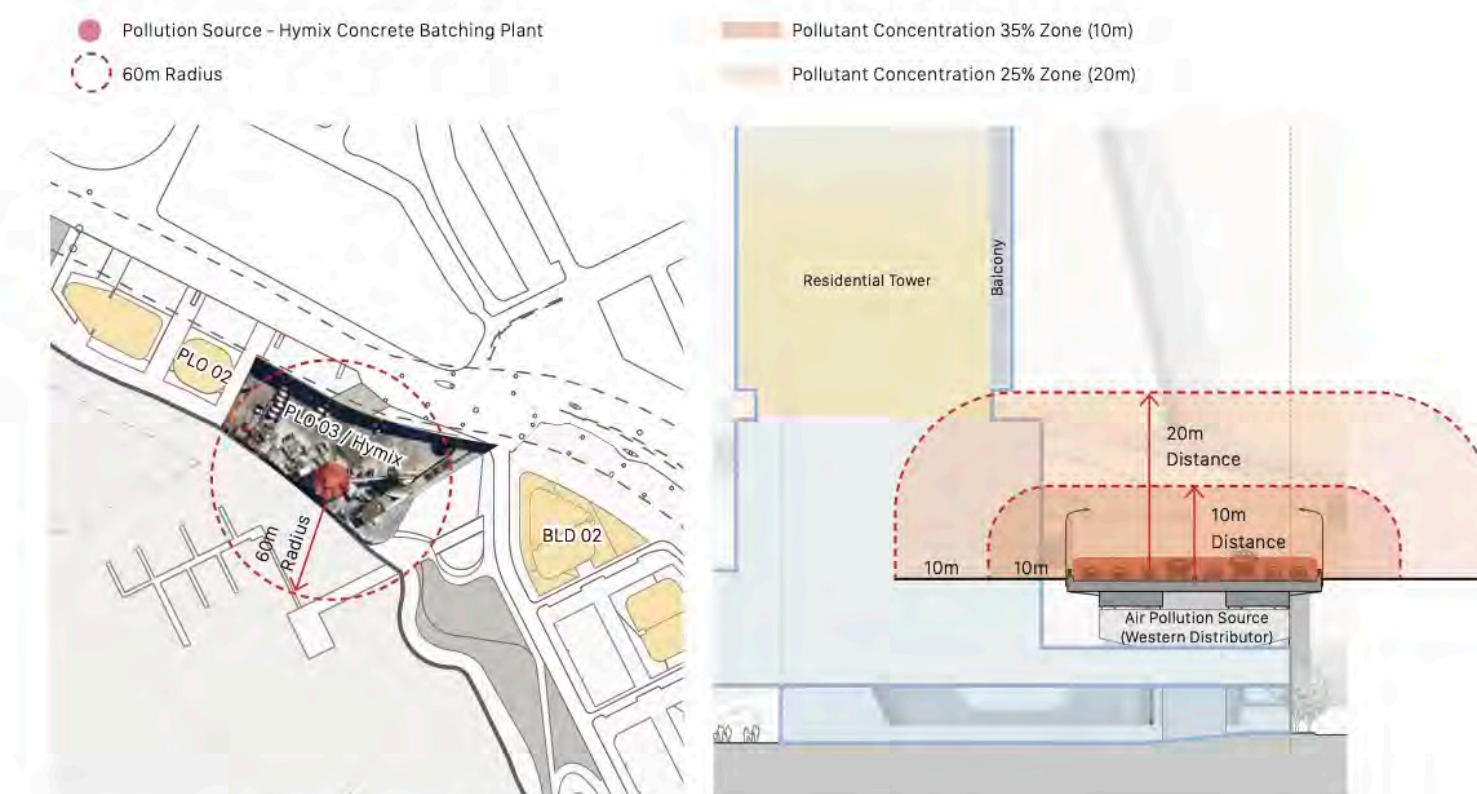 Pollution Source - Hymix Concrete Batching Plant
60m Radius
Pollutant Concentration 35% Zone (10m)
Pollutant Concentration 25% Zone (20m)
PLO 02
PLO 03 / Hymix
60m
Radius
BLD 02
Residential Tower
Balcony
20m
Distance
10m
Distance
10m
10m
Air Pollution Source
(Western Distributor)